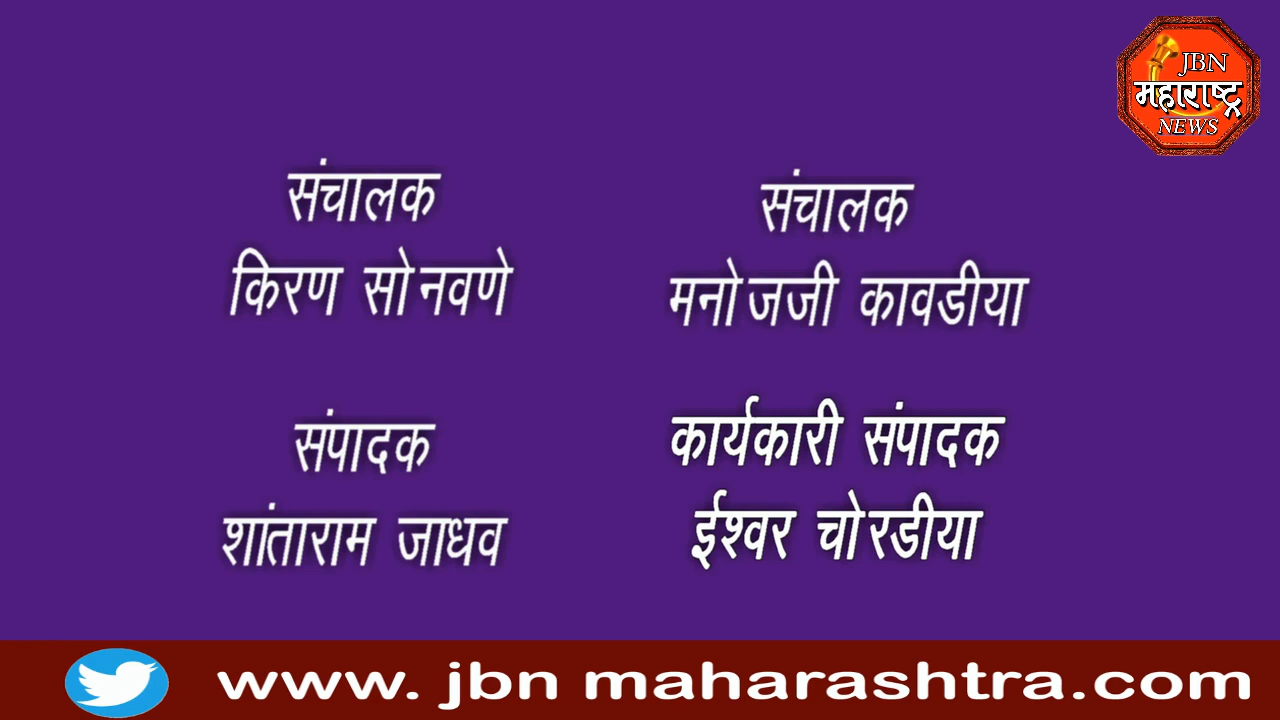 JBN
महाराष्ट्र
NEWS
संचालक
किरण सोनवणे
संचालक
मनोजजी कावडीया
संपादक
शांताराम जाधव
कार्यकारी संपादक
ईश्वर चोरडीया
www. jbn maharashtra.com